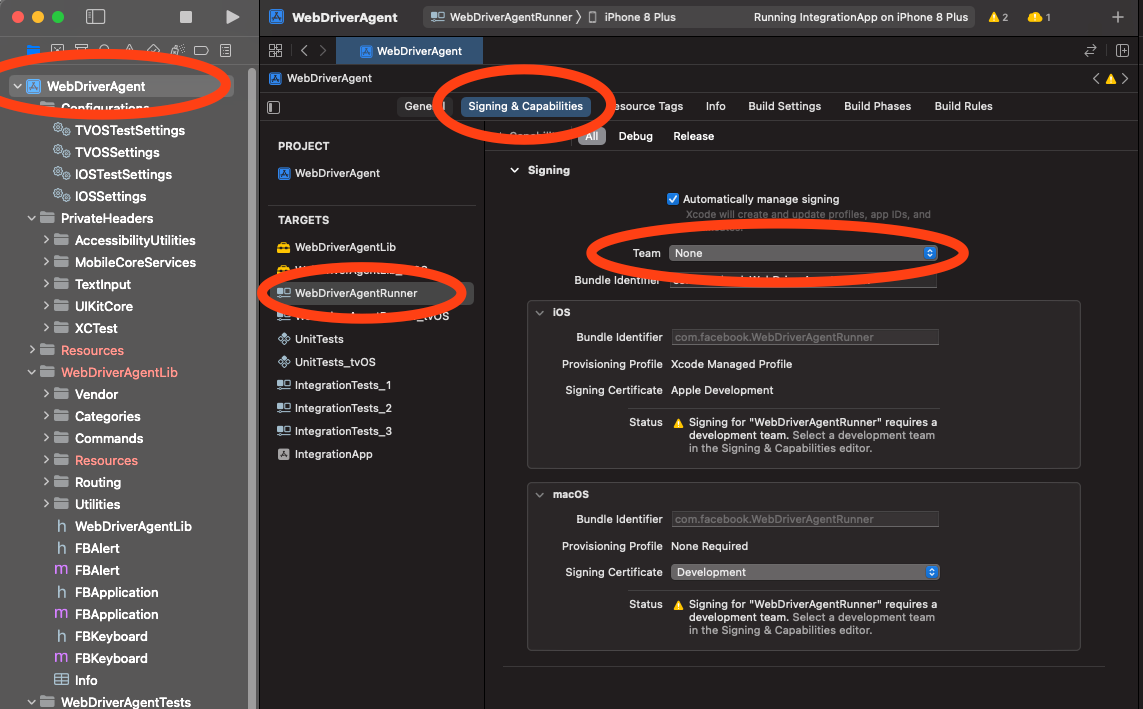 WebDriverAgent
WebDriverAgentRunner
iPhone 8 Plus
Running IntegrationApp on iPhone 8 Plus
2
1
WebDriverAgent
WebDriverAgent
General
Signing & Capabilities
Resource Tags
Info
Build Settings
Build Phases
Build Rules
WebDriverAgent
Configurations
TVOSTestSettings
TVOSSettings
IOSTestSettings
IOSSettings
PrivateHeaders
AccessibilityUtilities
MobileCoreServices
TextInput
UIKitCore
XCTest
Resources
WebDriverAgentLib
Vendor
Categories
Commands
Resources
Routing
Utilities
h WebDriverAgentLib
h FBAlert
m FBAlert
h FBApplication
m FBApplication
h FBKeyboard
m FBKeyboard
Info
WebDriverAgentTests
PROJECT
WebDriverAgent
TARGETS
WebDriverAgentLib
WebDriverAgentRunner
UnitTests
UnitTests_tvOS
IntegrationTests_1
IntegrationTests_2
IntegrationTests_3
IntegrationApp
All
Debug
Release
Signing
Automatically manage signing
Xcode will create and update profiles, app IDs, and
Team None
Bundle Identifier
iOS
Bundle Identifier com.facebook.WebDriverAgentRunner
Provisioning Profile Xcode Managed Profile
Signing Certificate Apple Development
Status Signing for "WebDriverAgentRunner" requires a
development team. Select a development team
in the Signing & Capabilities editor.
macOS
Bundle Identifier com.facebook.WebDriverAgentRunner
Provisioning Profile None Required
Signing Certificate Development
Status Signing for "WebDriverAgentRunner" requires a
development team. Select a development team
in the Signing & Capabilities editor.